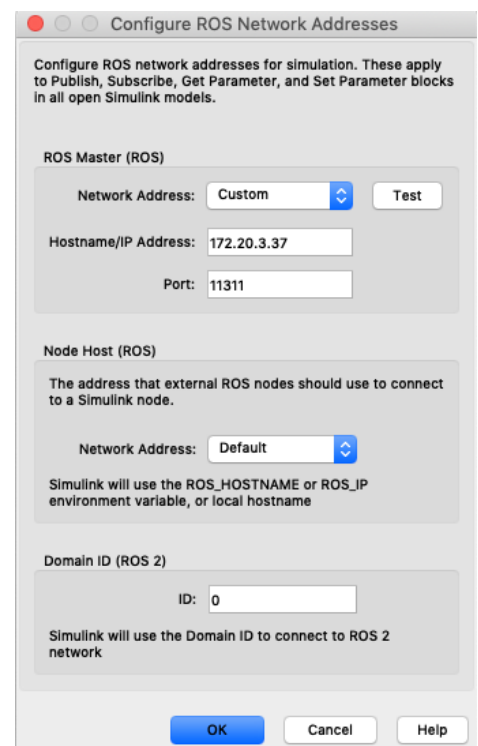 Configure ROS Network Addresses
Configure ROS network addresses for simulation. These apply
to Publish, Subscribe, Get Parameter, and Set Parameter blocks
in all open Simulink models.
ROS Master (ROS)
Network Address: Custom Test
Hostname/IP Address: 172.20.3.37
Port: 11311
Node Host (ROS)
The address that external ROS nodes should use to connect
to a Simulink node.
Network Address: Default
Simulink will use the ROS_HOSTNAME or ROS_IP
environment variable, or local hostname
Domain ID (ROS 2)
ID: 0
Simulink will use the Domain ID to connect to ROS 2
network
OK Cancel Help